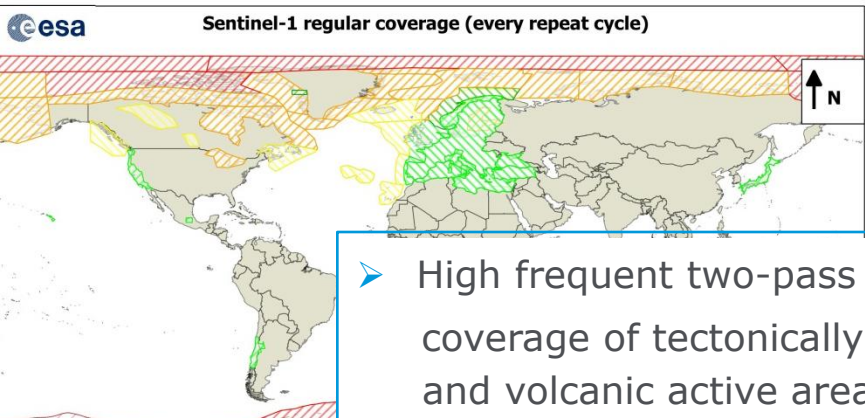 esa
Sentinel-1 regular coverage (every repeat cycle)
N
➢ High frequent two-pass
coverage of tectonically
and volcanic active area